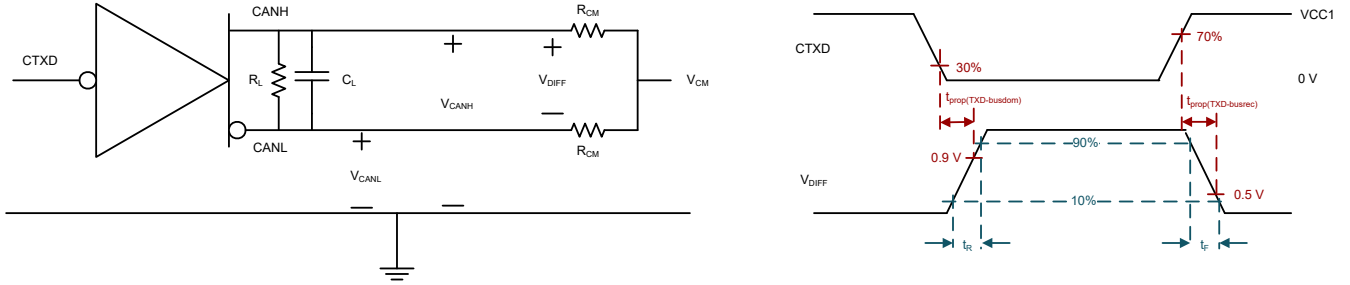 CANH
R_CM
CTXD
R_L
C_L
+
+
V_DIFF
V_CM
V_CANH
−
CANL
+
R_CM
V_CANL
−
−
VCC1
CTXD
70%
30%
0 V
t_prop(TXD-busdom)
t_prop(TXD-busrec)
90%
0.9 V
V_DIFF
10%
0.5 V
t_R
t_F